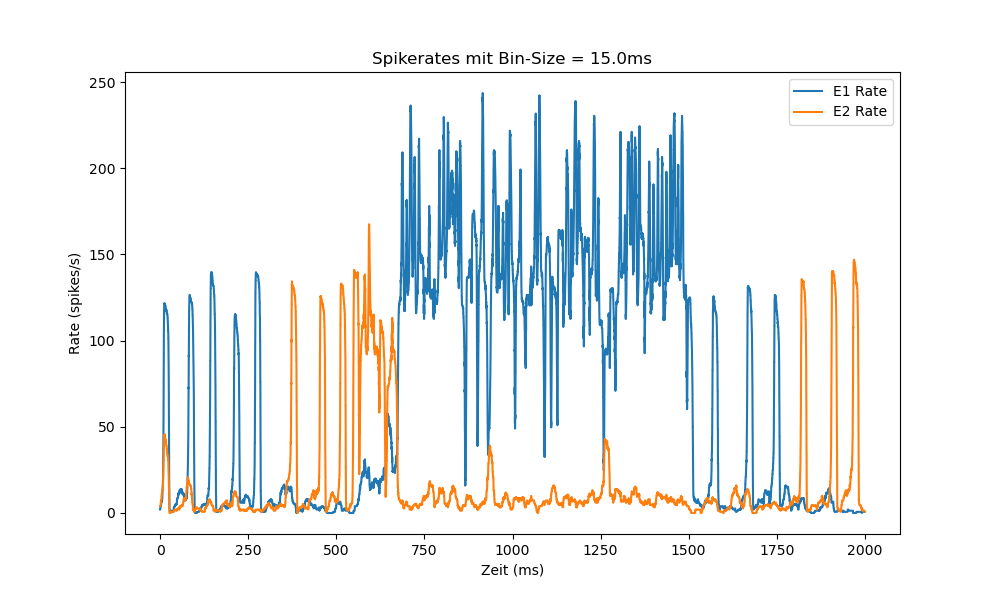 Spikerates mit Bin-Size = 15.0ms
E1 Rate
E2 Rate
250
200
150
100
50
0
Rate (spikes/s)
0 250 500 750 1000 1250 1500 1750 2000
Zeit (ms)